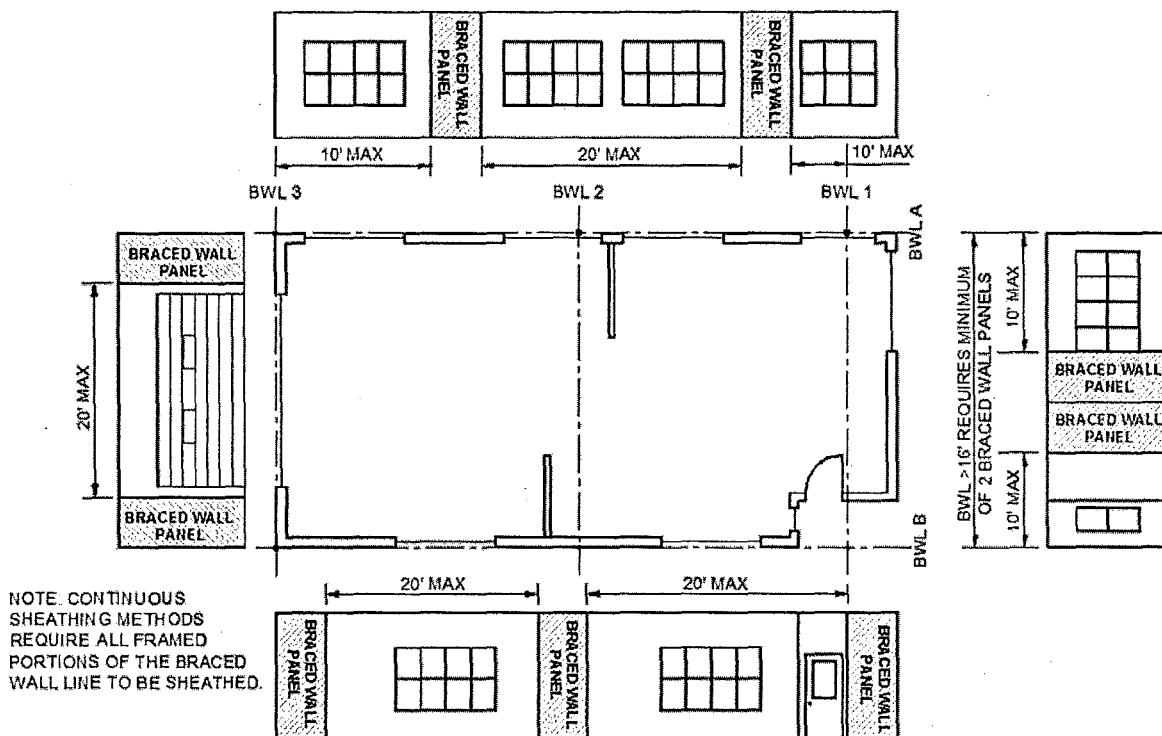 BRACED WALL
PANEL
BRACED WALL
PANEL
10' MAX
20' MAX
10' MAX
BWL 3
BWL 2
BWL 1
BWL A
BRACED WALL
PANEL
20' MAX
BRACED WALL
PANEL
BWL >16' REQUIRES MINIMUM
OF 2 BRACED WALL PANELS
10' MAX
BRACED WALL
PANEL
BRACED WALL
PANEL
10' MAX
BWL B
NOTE: CONTINUOUS
SHEATHING METHODS
REQUIRE ALL FRAMED
PORTIONS OF THE BRACED
WALL LINE TO BE SHEATHED.
20' MAX
20' MAX
BRACED WALL
PANEL
BRACED WALL
PANEL
BRACED WALL
PANEL